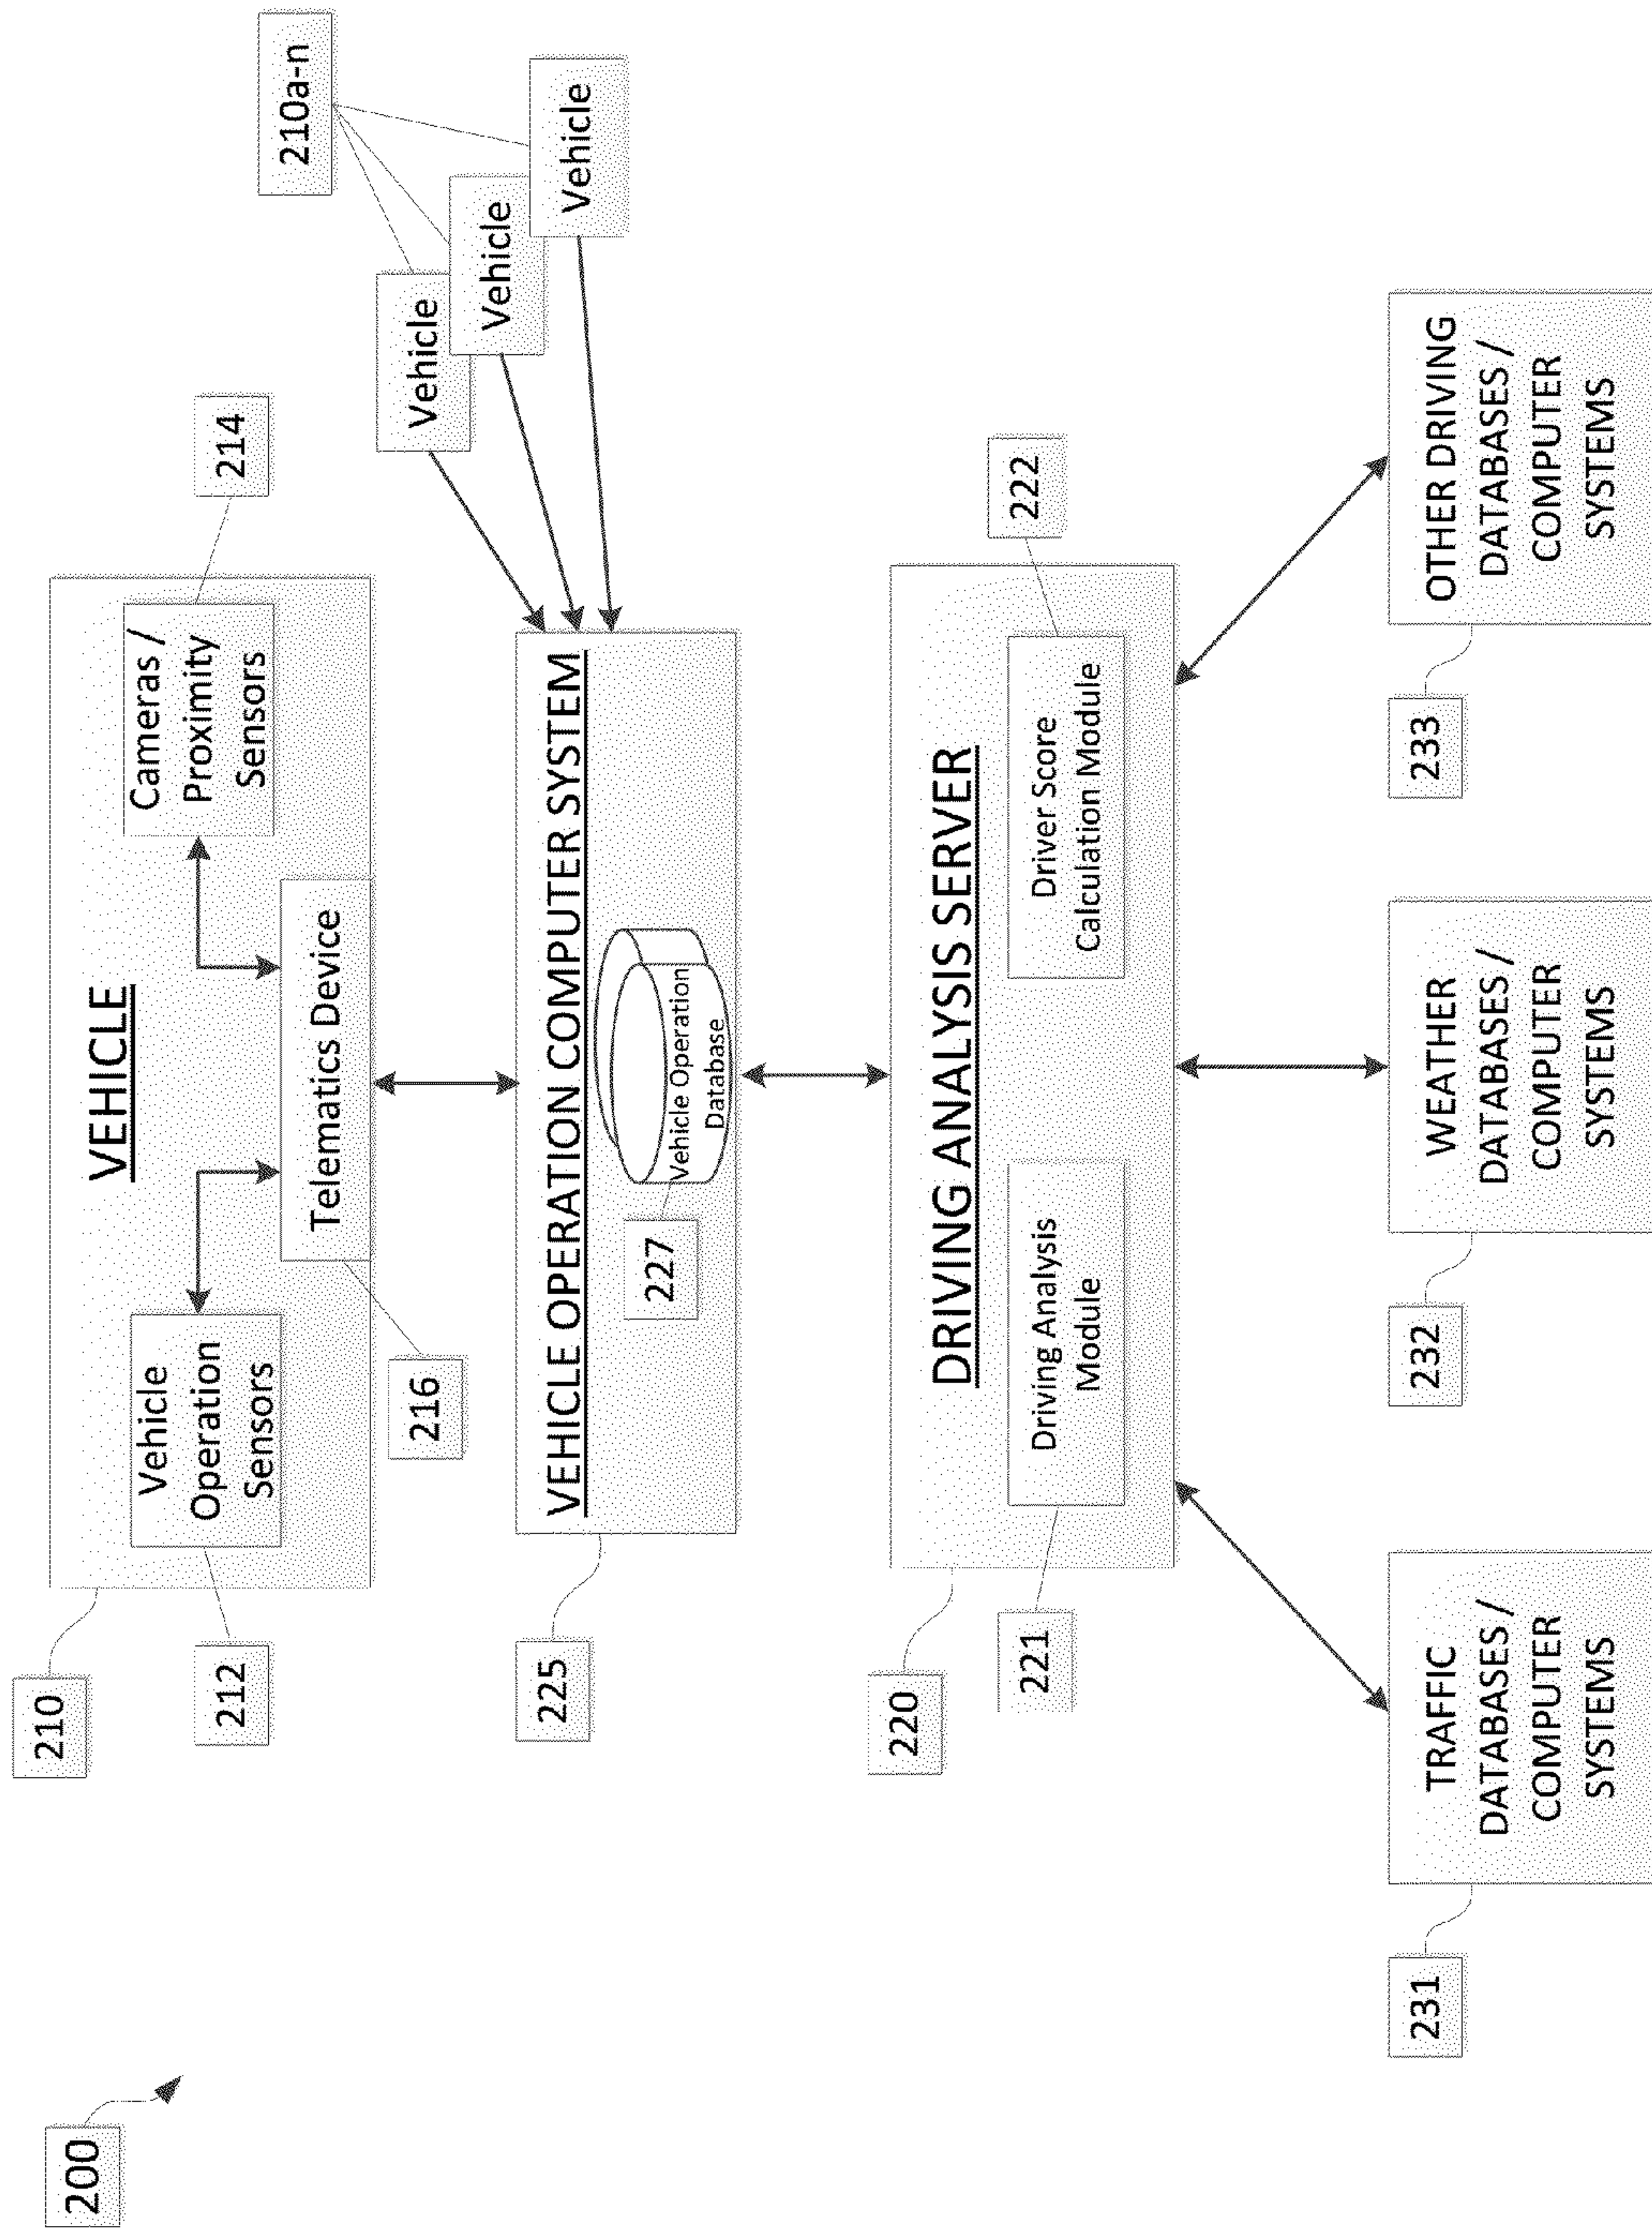 200
210
VEHICLE
212
Vehicle
Operation
Sensors
Cameras /
Proximity
Sensors
214
Telematics Device
216
210a-n
Vehicle
Vehicle
Vehicle
225
VEHICLE OPERATION COMPUTER SYSTEM
227
Vehicle Operation
Database
220
DRIVING ANALYSIS SERVER
221
Driving Analysis
Module
Driver Score
Calculation Module
222
231
TRAFFIC
DATABASES /
COMPUTER
SYSTEMS
232
WEATHER
DATABASES /
COMPUTER
SYSTEMS
233
OTHER DRIVING
DATABASES /
COMPUTER
SYSTEMS